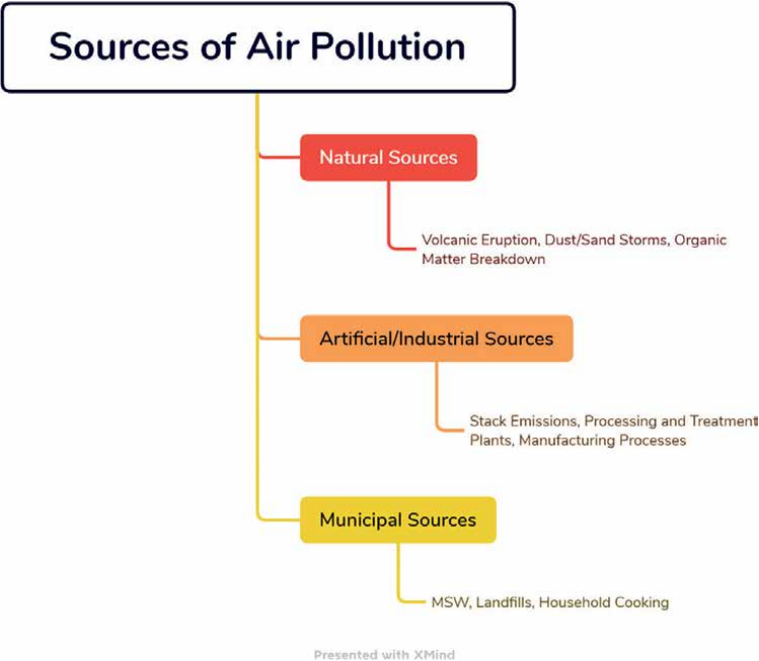 Sources of Air Pollution
Natural Sources
Volcanic Eruption, Dust/Sand Storms, Organic
Matter Breakdown
Artificial/Industrial Sources
Stack Emissions, Processing and Treatment
Plants, Manufacturing Processes
Municipal Sources
MSW, Landfills, Household Cooking
Presented with XMind